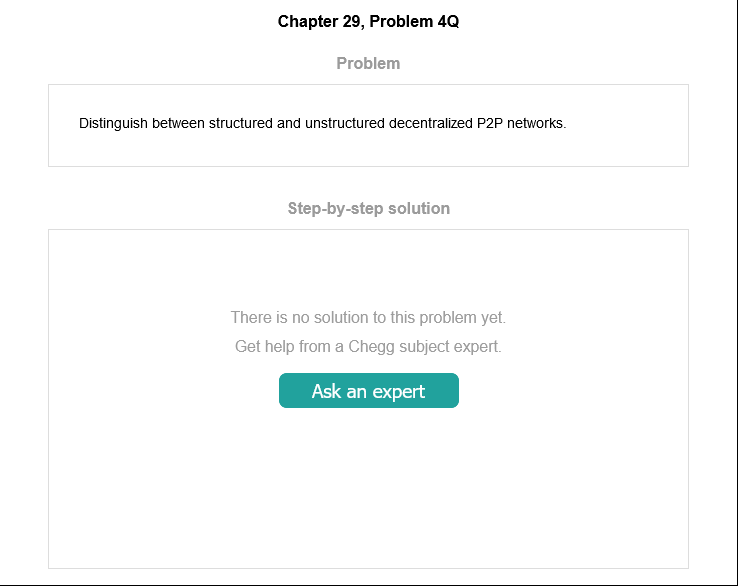 Chapter 29, Problem 4Q
Problem
Distinguish between structured and unstructured decentralized P2P networks.
Step-by-step solution
There is no solution to this problem yet.
Get help from a Chegg subject expert.
Ask an expert